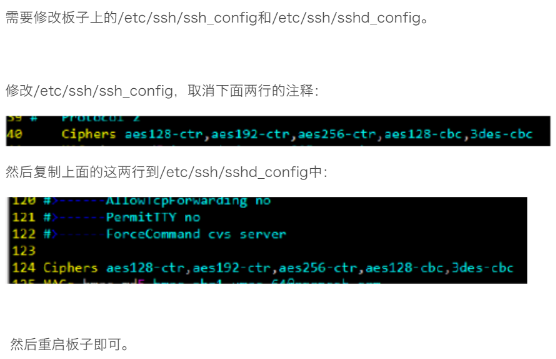 需要修改板子上的/etc/ssh/ssh_config和/etc/ssh/sshd_config。
修改/etc/ssh/ssh_config，取消下面两行的注释：
39 #   Protocol 2
40     Ciphers aes128-ctr,aes192-ctr,aes256-ctr,aes128-cbc,3des-cbc
然后复制上面的这两行到/etc/ssh/sshd_config中：
120 #>------AllowTcpForwarding no
121 #>------PermitTTY no
122 #>------ForceCommand cvs server
123
124 Ciphers aes128-ctr,aes192-ctr,aes256-ctr,aes128-cbc,3des-cbc
然后重启板子即可。